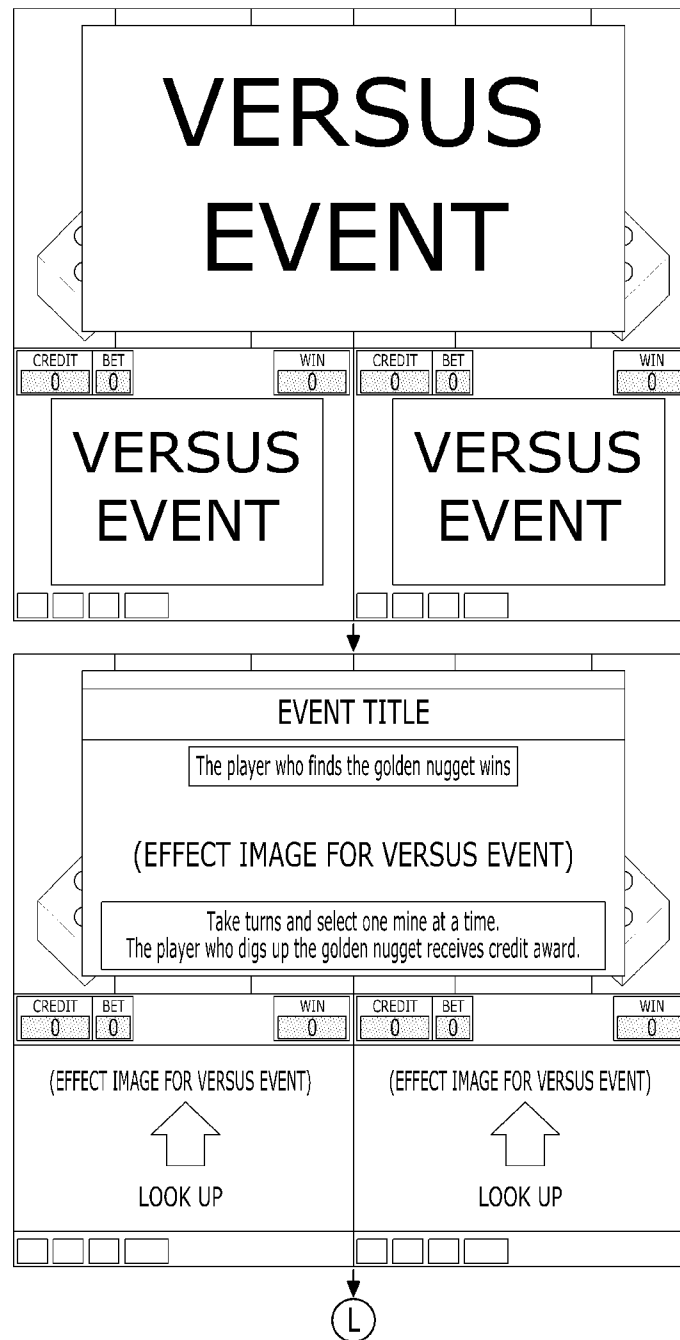 VERSUS
EVENT
CREDIT BET WIN CREDIT BET WIN
0 0 0 0 0 0
VERSUS VERSUS
EVENT EVENT
EVENT TITLE
The player who finds the golden nugget wins
(EFFECT IMAGE FOR VERSUS EVENT)
Take turns and select one mine at a time.
The player who digs up the golden nugget receives credit award.
CREDIT BET WIN CREDIT BET WIN
0 0 0 0 0 0
(EFFECT IMAGE FOR VERSUS EVENT) (EFFECT IMAGE FOR VERSUS EVENT)
LOOK UP LOOK UP
L